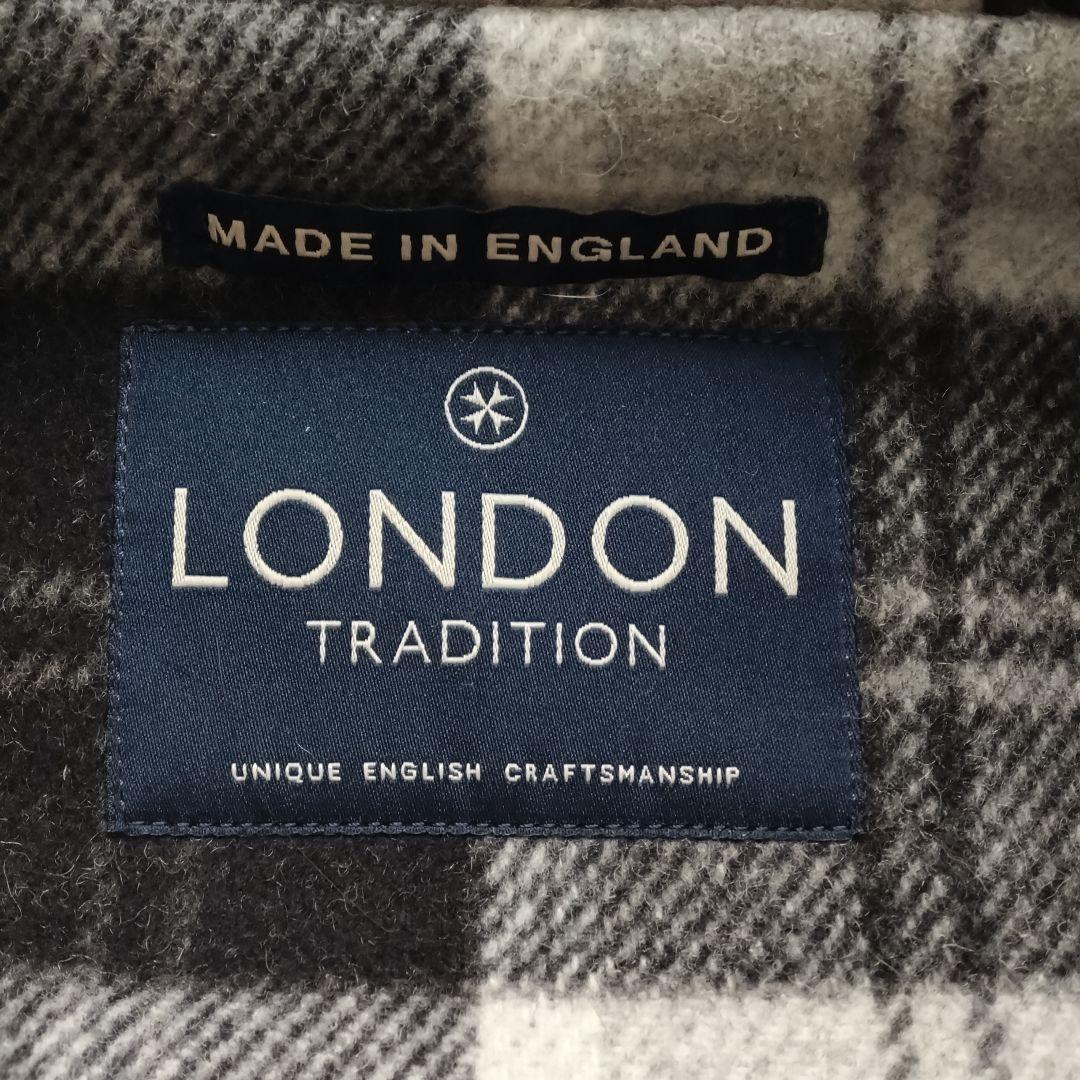 MADE IN ENGLAND
LONDON
TRADITION
UNIQUE ENGLISH CRAFTSMANSHIP